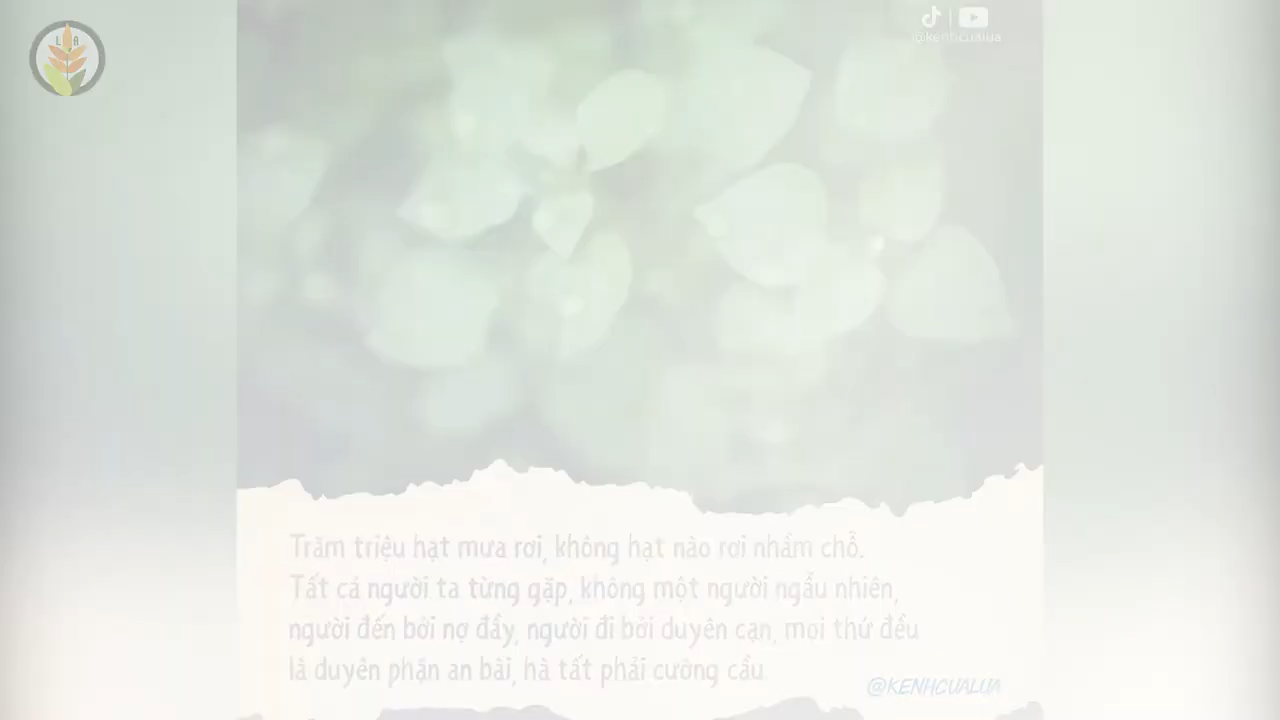 L A
@kenhcualua
Trăm triệu hạt mưa rơi, không hạt nào rơi nhầm chỗ.
Tất cả người ta từng gặp, không một người ngẫu nhiên,
người đến bởi nợ đầy, người đi bởi duyên cạn, mọi thứ đều
là duyên phận an bài, hà tất phải cưỡng cầu.
@KENHCUALUA